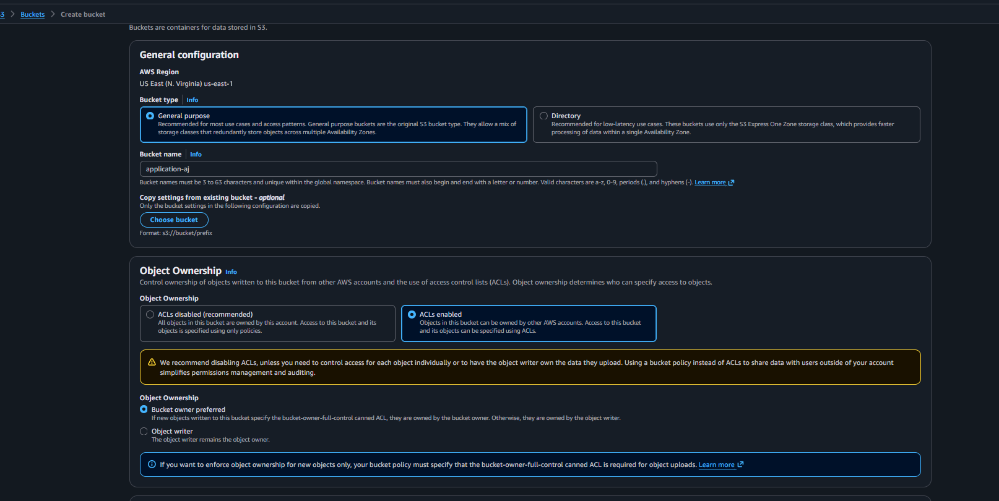 S3 > Buckets > Create bucket
Buckets are containers for data stored in S3.
General configuration
AWS Region
US East (N. Virginia) us-east-1
Bucket type | Info
General purpose
Recommended for most use cases and access patterns. General purpose buckets are the original S3 bucket type. They allow a mix of
storage classes that redundantly store objects across multiple Availability Zones.
Directory
Recommended for low-latency use cases. These buckets use only the S3 Express One Zone storage class, which provides faster
processing of data within a single Availability Zone.
Bucket name | Info
application-aj
Bucket names must be 3 to 63 characters and unique within the global namespace. Bucket names must also begin and end with a letter or number. Valid characters are a-z, 0-9, periods (.), and hyphens (-). Learn more
Copy settings from existing bucket - optional
Only the bucket settings in the following configuration are copied.
Choose bucket
Format: s3://bucket/prefix
Object Ownership Info
Control ownership of objects written to this bucket from other AWS accounts and the use of access control lists (ACLs). Object ownership determines who can specify access to objects.
Object Ownership
ACLs disabled (recommended)
All objects in this bucket are owned by this account. Access to this bucket and its
objects is specified using only policies.
ACLs enabled
Objects in this bucket can be owned by other AWS accounts. Access to this bucket
and its objects can be specified using ACLs.
We recommend disabling ACLs, unless you need to control access for each object individually or to have the object writer own the data they upload. Using a bucket policy instead of ACLs to share data with users outside of your account
simplifies permissions management and auditing.
Object Ownership
Bucket owner preferred
If new objects written to this bucket specify the bucket-owner-full-control canned ACL, they are owned by the bucket owner. Otherwise, they are owned by the object writer.
Object writer
The object writer remains the object owner.
If you want to enforce object ownership for new objects only, your bucket policy must specify that the bucket-owner-full-control canned ACL is required for object uploads. Learn more